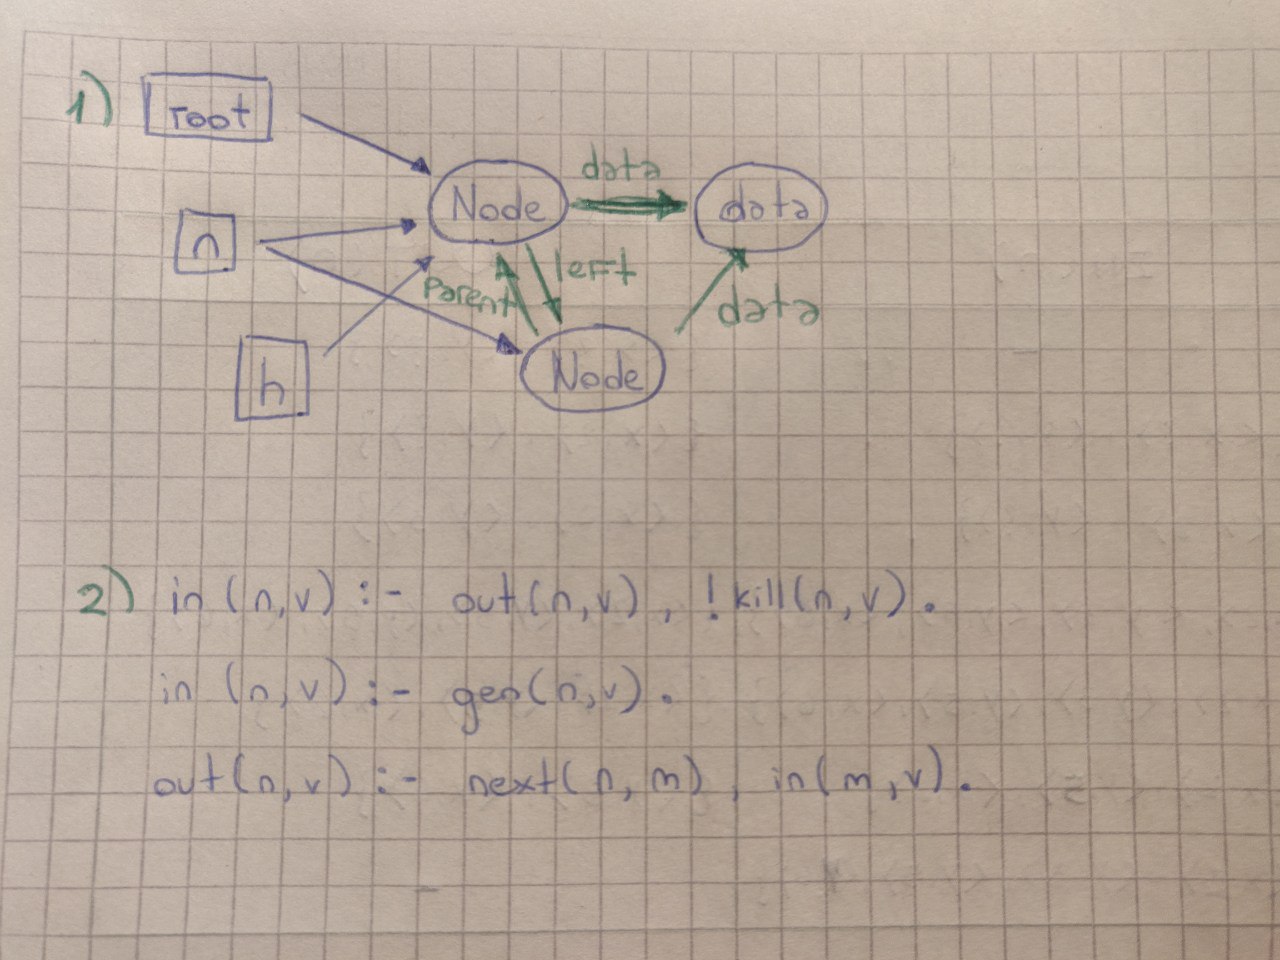 1) root
Node data data
n
parent left data
h Node
2) in (n,v) :- out(n,v), !kill(n,v).
in (n,v) :- gen(n,v).
out(n,v) :- next(n,m), in(m,v).